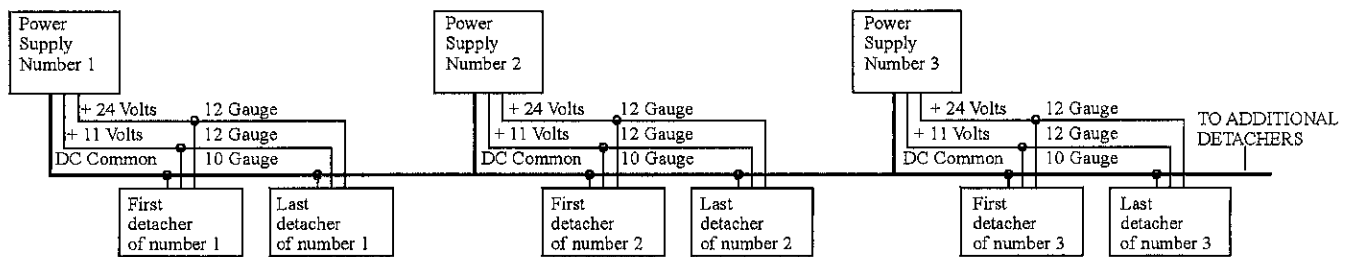 Power
Supply
Number 1
Power
Supply
Number 2
Power
Supply
Number 3
+ 24 Volts 12 Gauge
+ 11 Volts 12 Gauge
DC Common 10 Gauge
+ 24 Volts 12 Gauge
+ 11 Volts 12 Gauge
DC Common 10 Gauge
+ 24 Volts 12 Gauge
+ 11 Volts 12 Gauge
DC Common 10 Gauge
TO ADDITIONAL
DETACHERS
First
detacher
of number 1
Last
detacher
of number 1
First
detacher
of number 2
Last
detacher
of number 2
First
detacher
of number 3
Last
detacher
of number 3